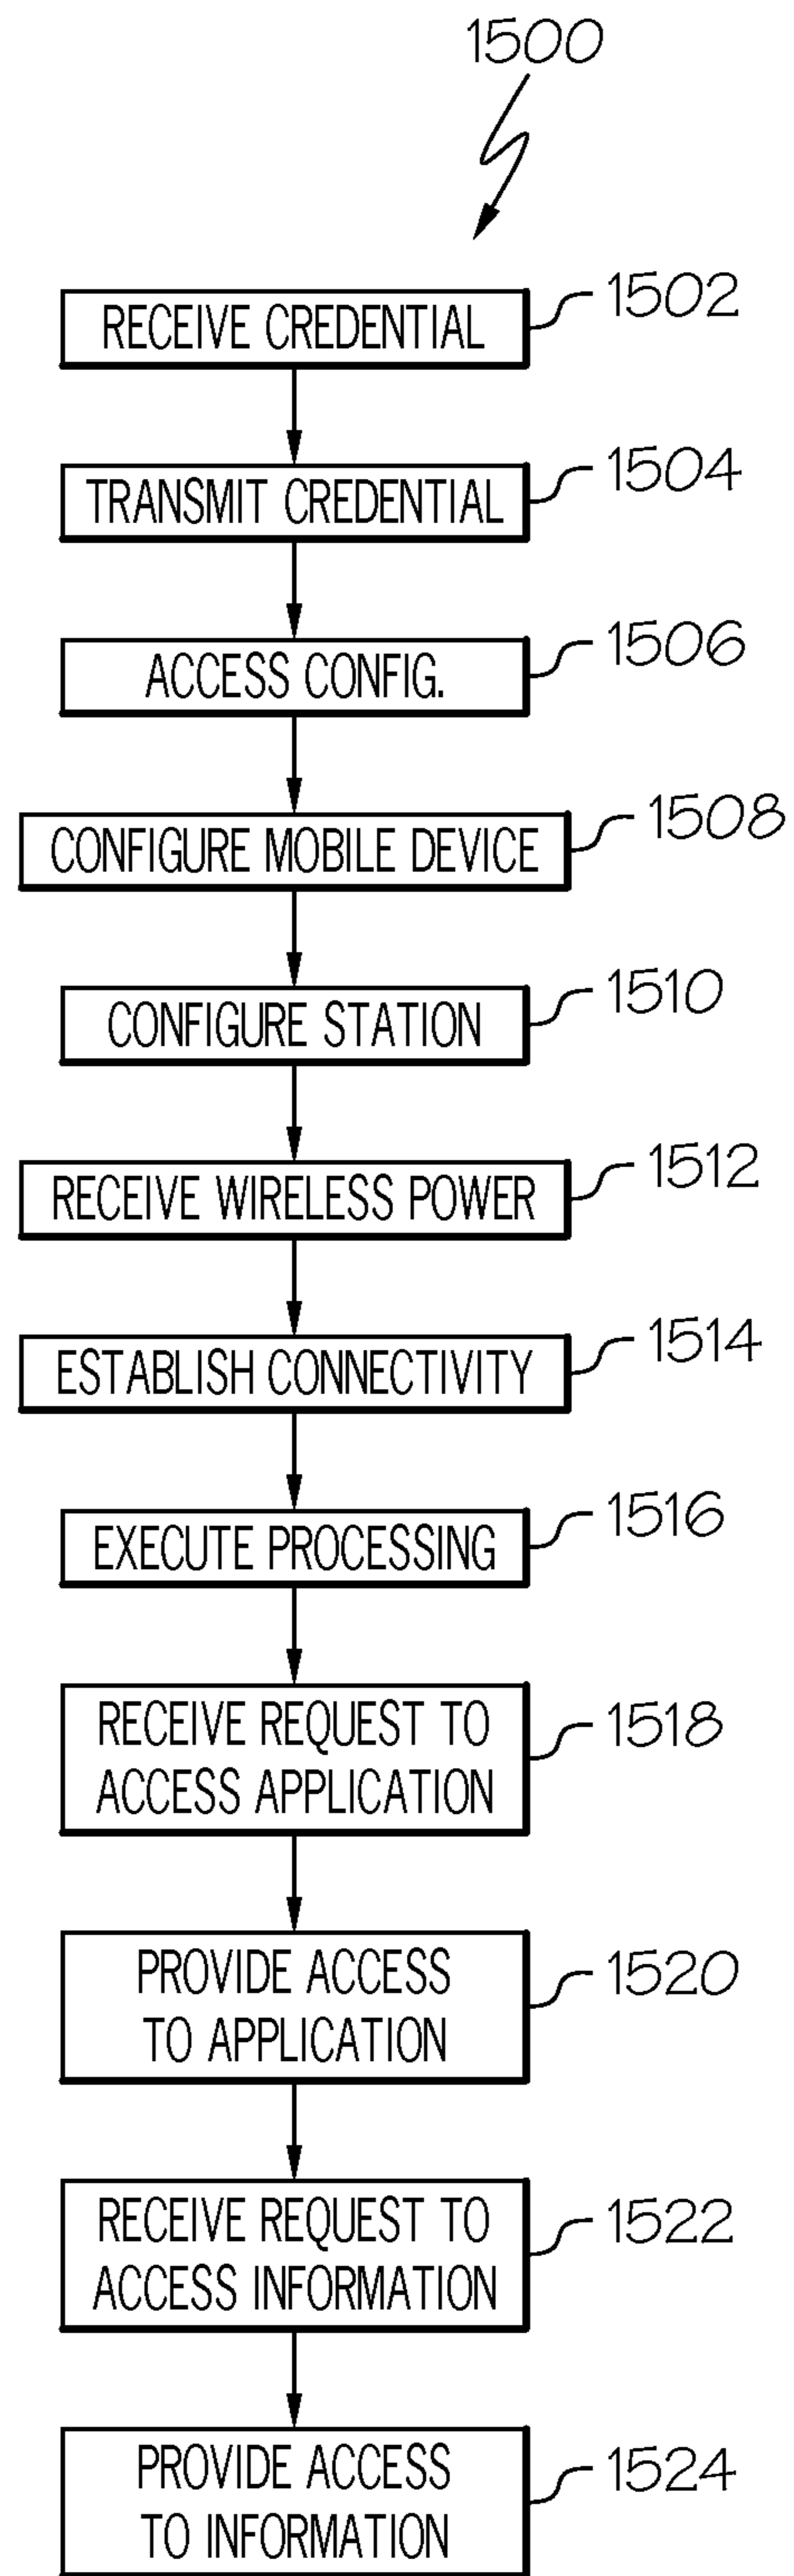 1500
RECEIVE CREDENTIAL
1502
TRANSMIT CREDENTIAL
1504
ACCESS CONFIG.
1506
CONFIGURE MOBILE DEVICE
1508
CONFIGURE STATION
1510
RECEIVE WIRELESS POWER
1512
ESTABLISH CONNECTIVITY
1514
EXECUTE PROCESSING
1516
RECEIVE REQUEST TO
ACCESS APPLICATION
1518
PROVIDE ACCESS
TO APPLICATION
1520
RECEIVE REQUEST TO
ACCESS INFORMATION
1522
PROVIDE ACCESS
TO INFORMATION
1524